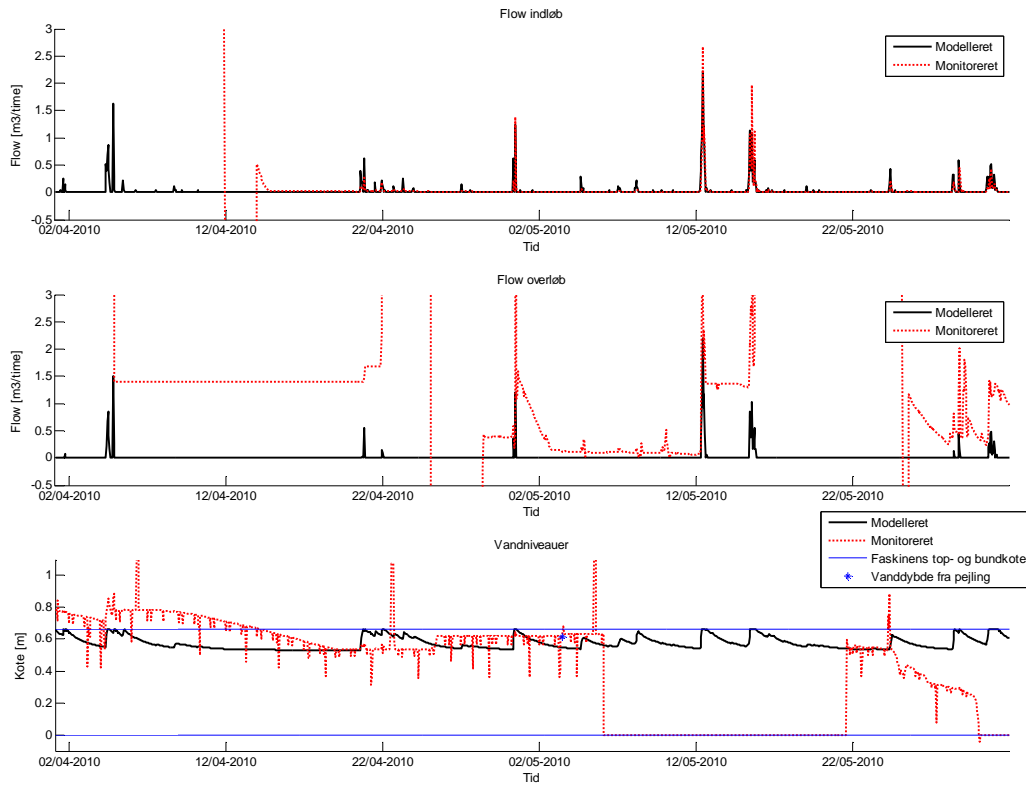 Flow indløb
Flow [m3/time]
3
2.5
2
1.5
1
0.5
0
-0.5
Modelleret
Monitoreret
02/04-2010 12/04-2010 22/04-2010 02/05-2010 12/05-2010 22/05-2010
Tid
Flow overløb
Flow [m3/time]
3
2.5
2
1.5
1
0.5
0
-0.5
Modelleret
Monitoreret
02/04-2010 12/04-2010 22/04-2010 02/05-2010 12/05-2010 22/05-2010
Tid
Vandniveauer
Kote [m]
1
0.8
0.6
0.4
0.2
0
Modelleret
Monitoreret
Faskinens top- og bundkote
Vanddybde fra pejling
02/04-2010 12/04-2010 22/04-2010 02/05-2010 12/05-2010 22/05-2010
Tid